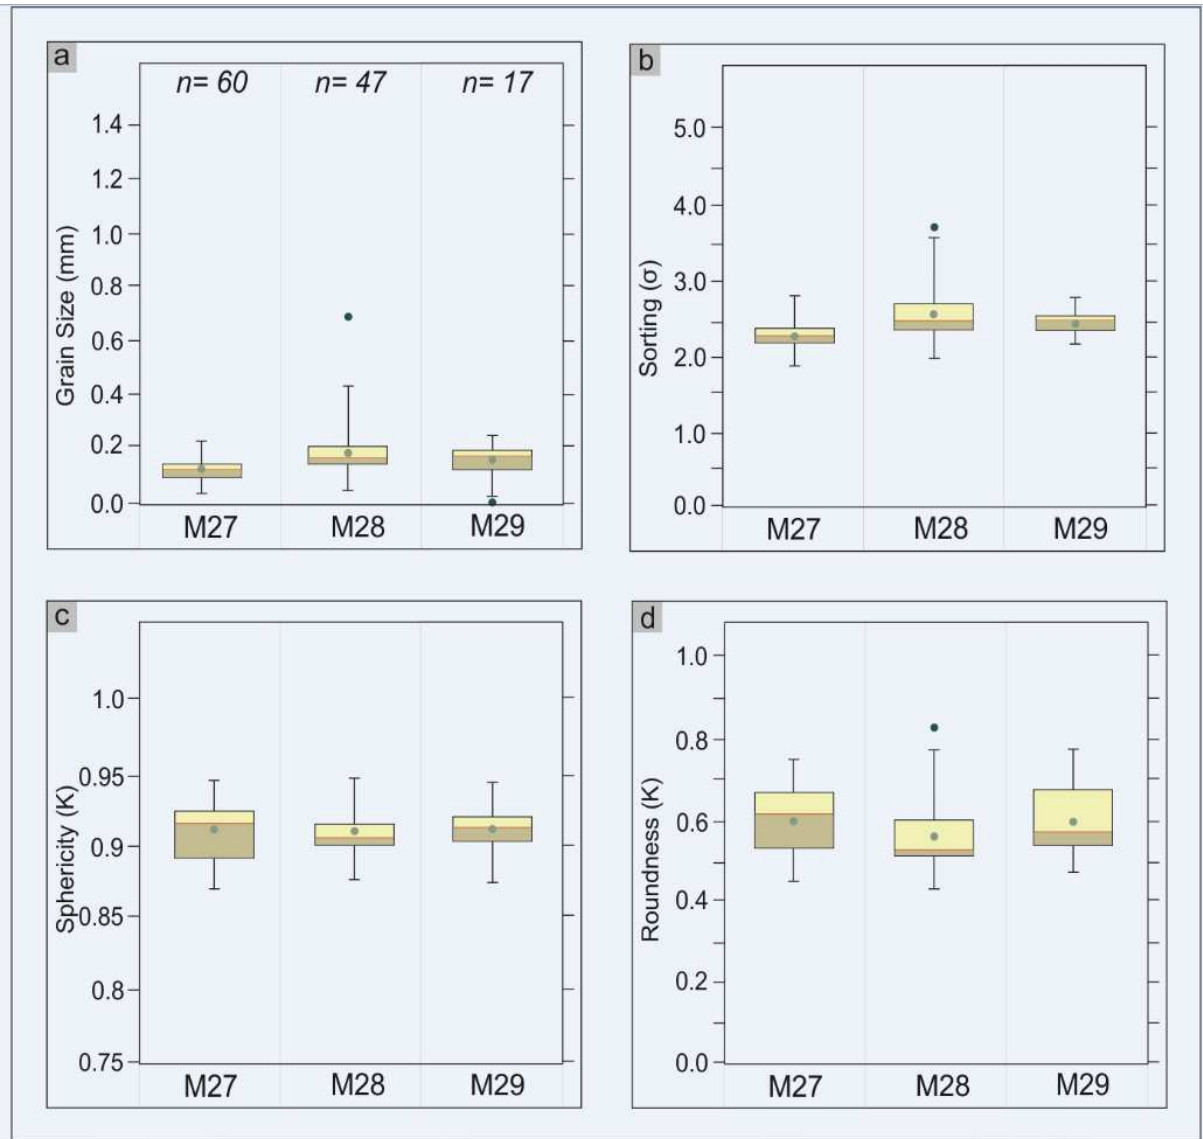 a
n= 60 n= 47 n= 17
Grain Size (mm)
1.4
1.2
1.0
0.8
0.6
0.4
0.2
0.0
M27 M28 M29
b
Sorting (σ)
5.0
4.0
3.0
2.0
1.0
0.0
M27 M28 M29
c
Sphericity (K)
1.0
0.95
0.9
0.85
0.8
0.75
M27 M28 M29
d
Roundness (K)
1.0
0.8
0.6
0.4
0.2
0.0
M27 M28 M29